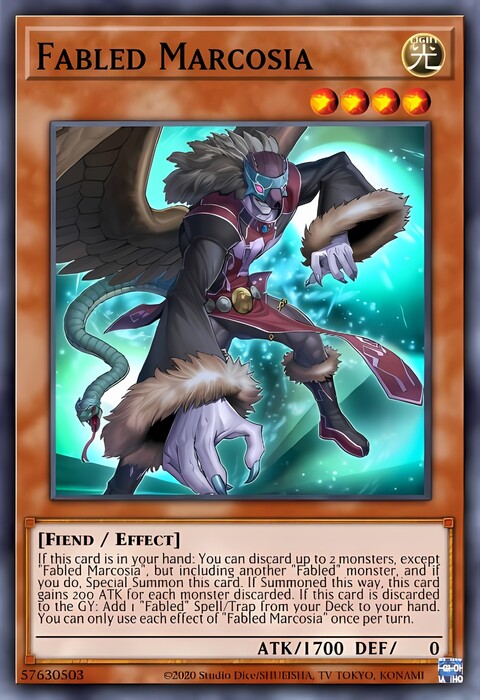 Fabled Marcosia
LIGHT
光
[Fiend / Effect]
If this card is in your hand: You can discard up to 2 monsters, except
"Fabled Marcosia", but including another "Fabled" monster, and if
you do, Special Summon this card. If Summoned this way, this card
gains 200 ATK for each monster discarded. If this card is discarded
to the GY: Add 1 "Fabled" Spell/Trap from your Deck to your hand.
You can only use each effect of "Fabled Marcosia" once per turn.
ATK/1700 DEF/ 0
57630503
©2020 Studio Dice/SHUEISHA, TV TOKYO, KONAMI